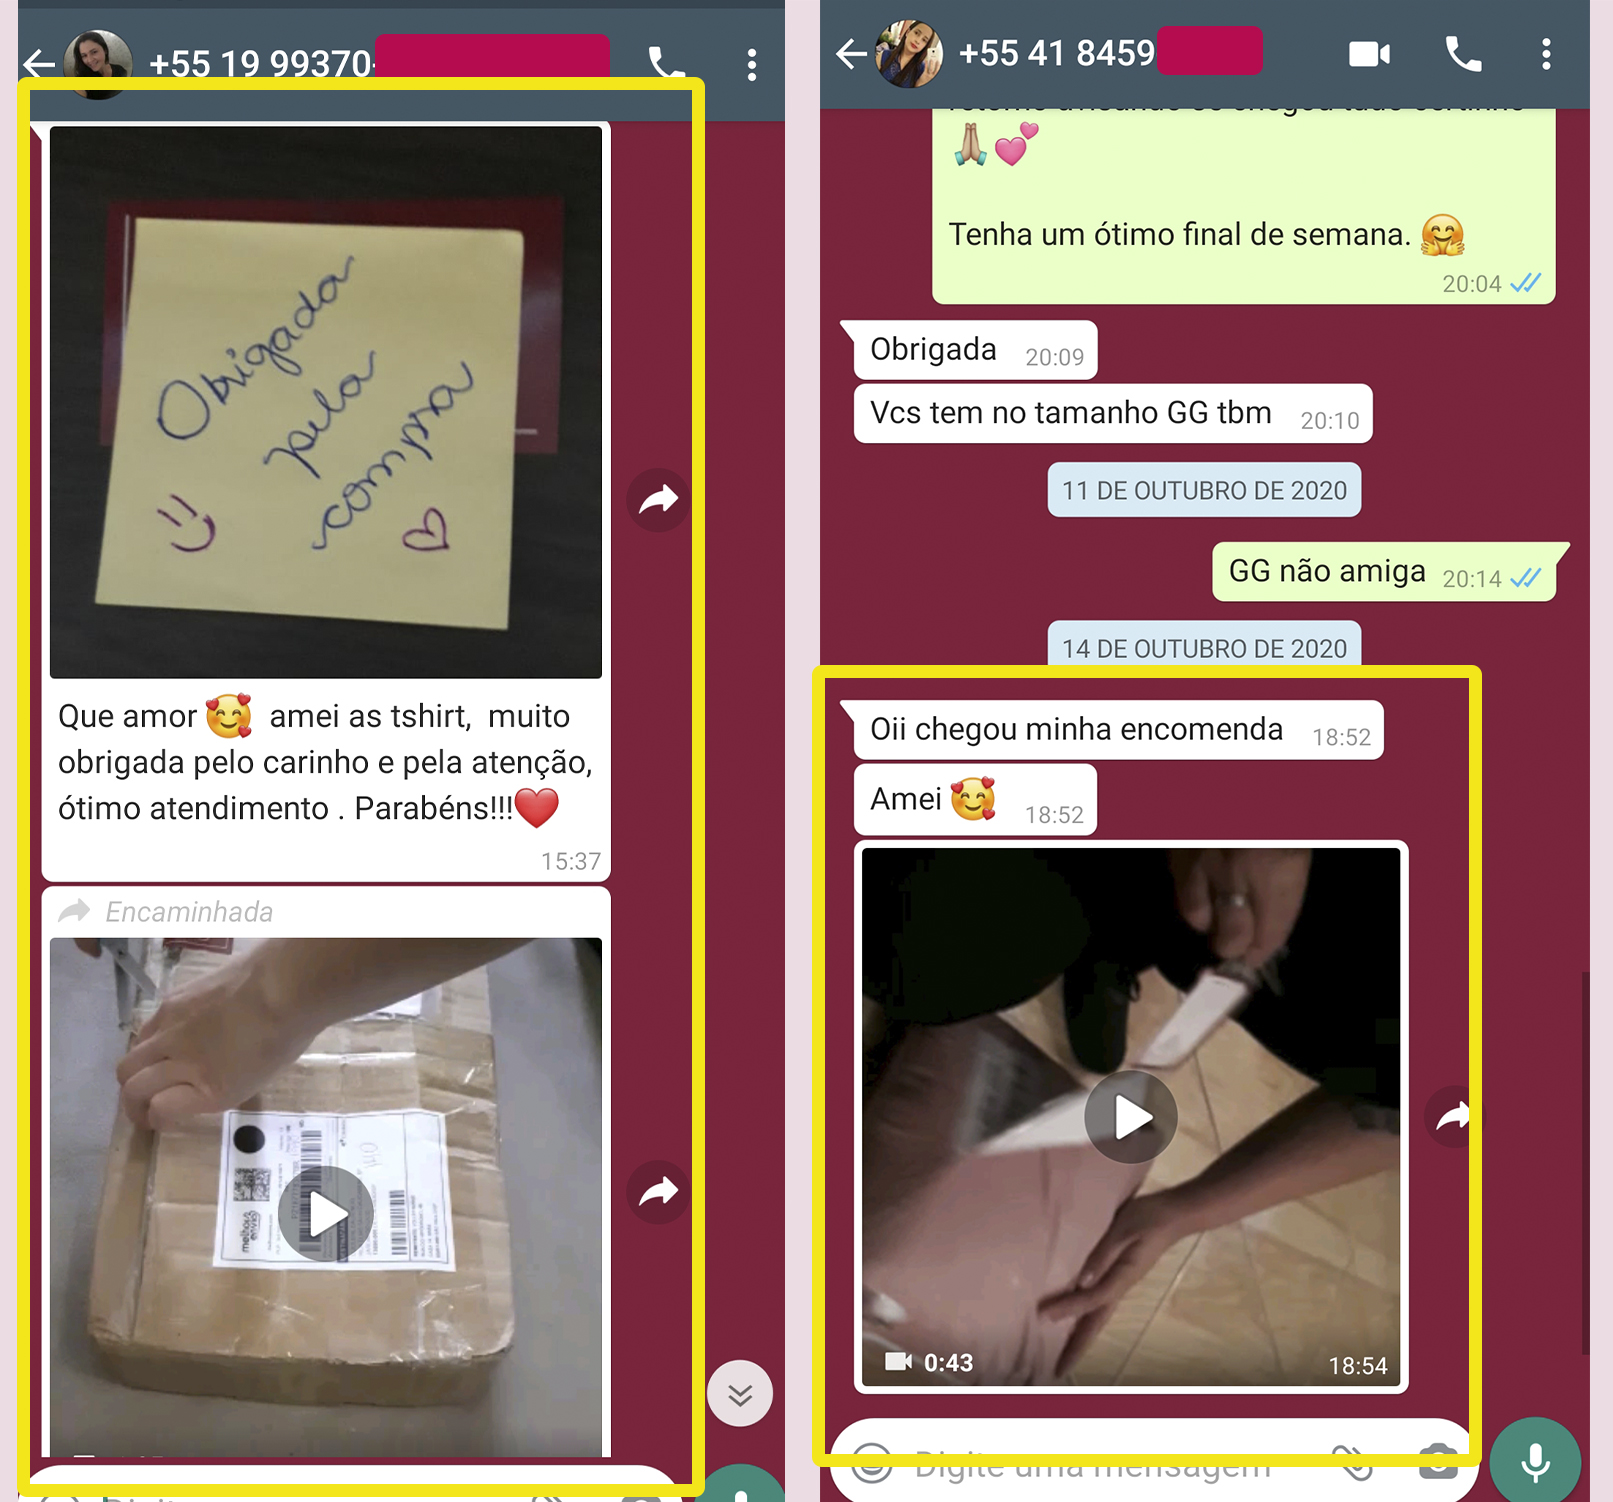 +55 19 99370-
Obrigada
pela
compra
Que amor 🥰 amei as tshirt, muito
obrigada pelo carinho e pela atenção,
ótimo atendimento . Parabéns!!!❤️
15:37
Encaminhada
melhor
envio
+55 41 8459
🙏🏼💕
Tenha um ótimo final de semana. 🤗
20:04
Obrigada 20:09
Vcs tem no tamanho GG tbm 20:10
11 DE OUTUBRO DE 2020
GG não amiga 20:14
14 DE OUTUBRO DE 2020
Oii chegou minha encomenda 18:52
Amei 🥰 18:52
0:43 18:54
Digite uma mensagem